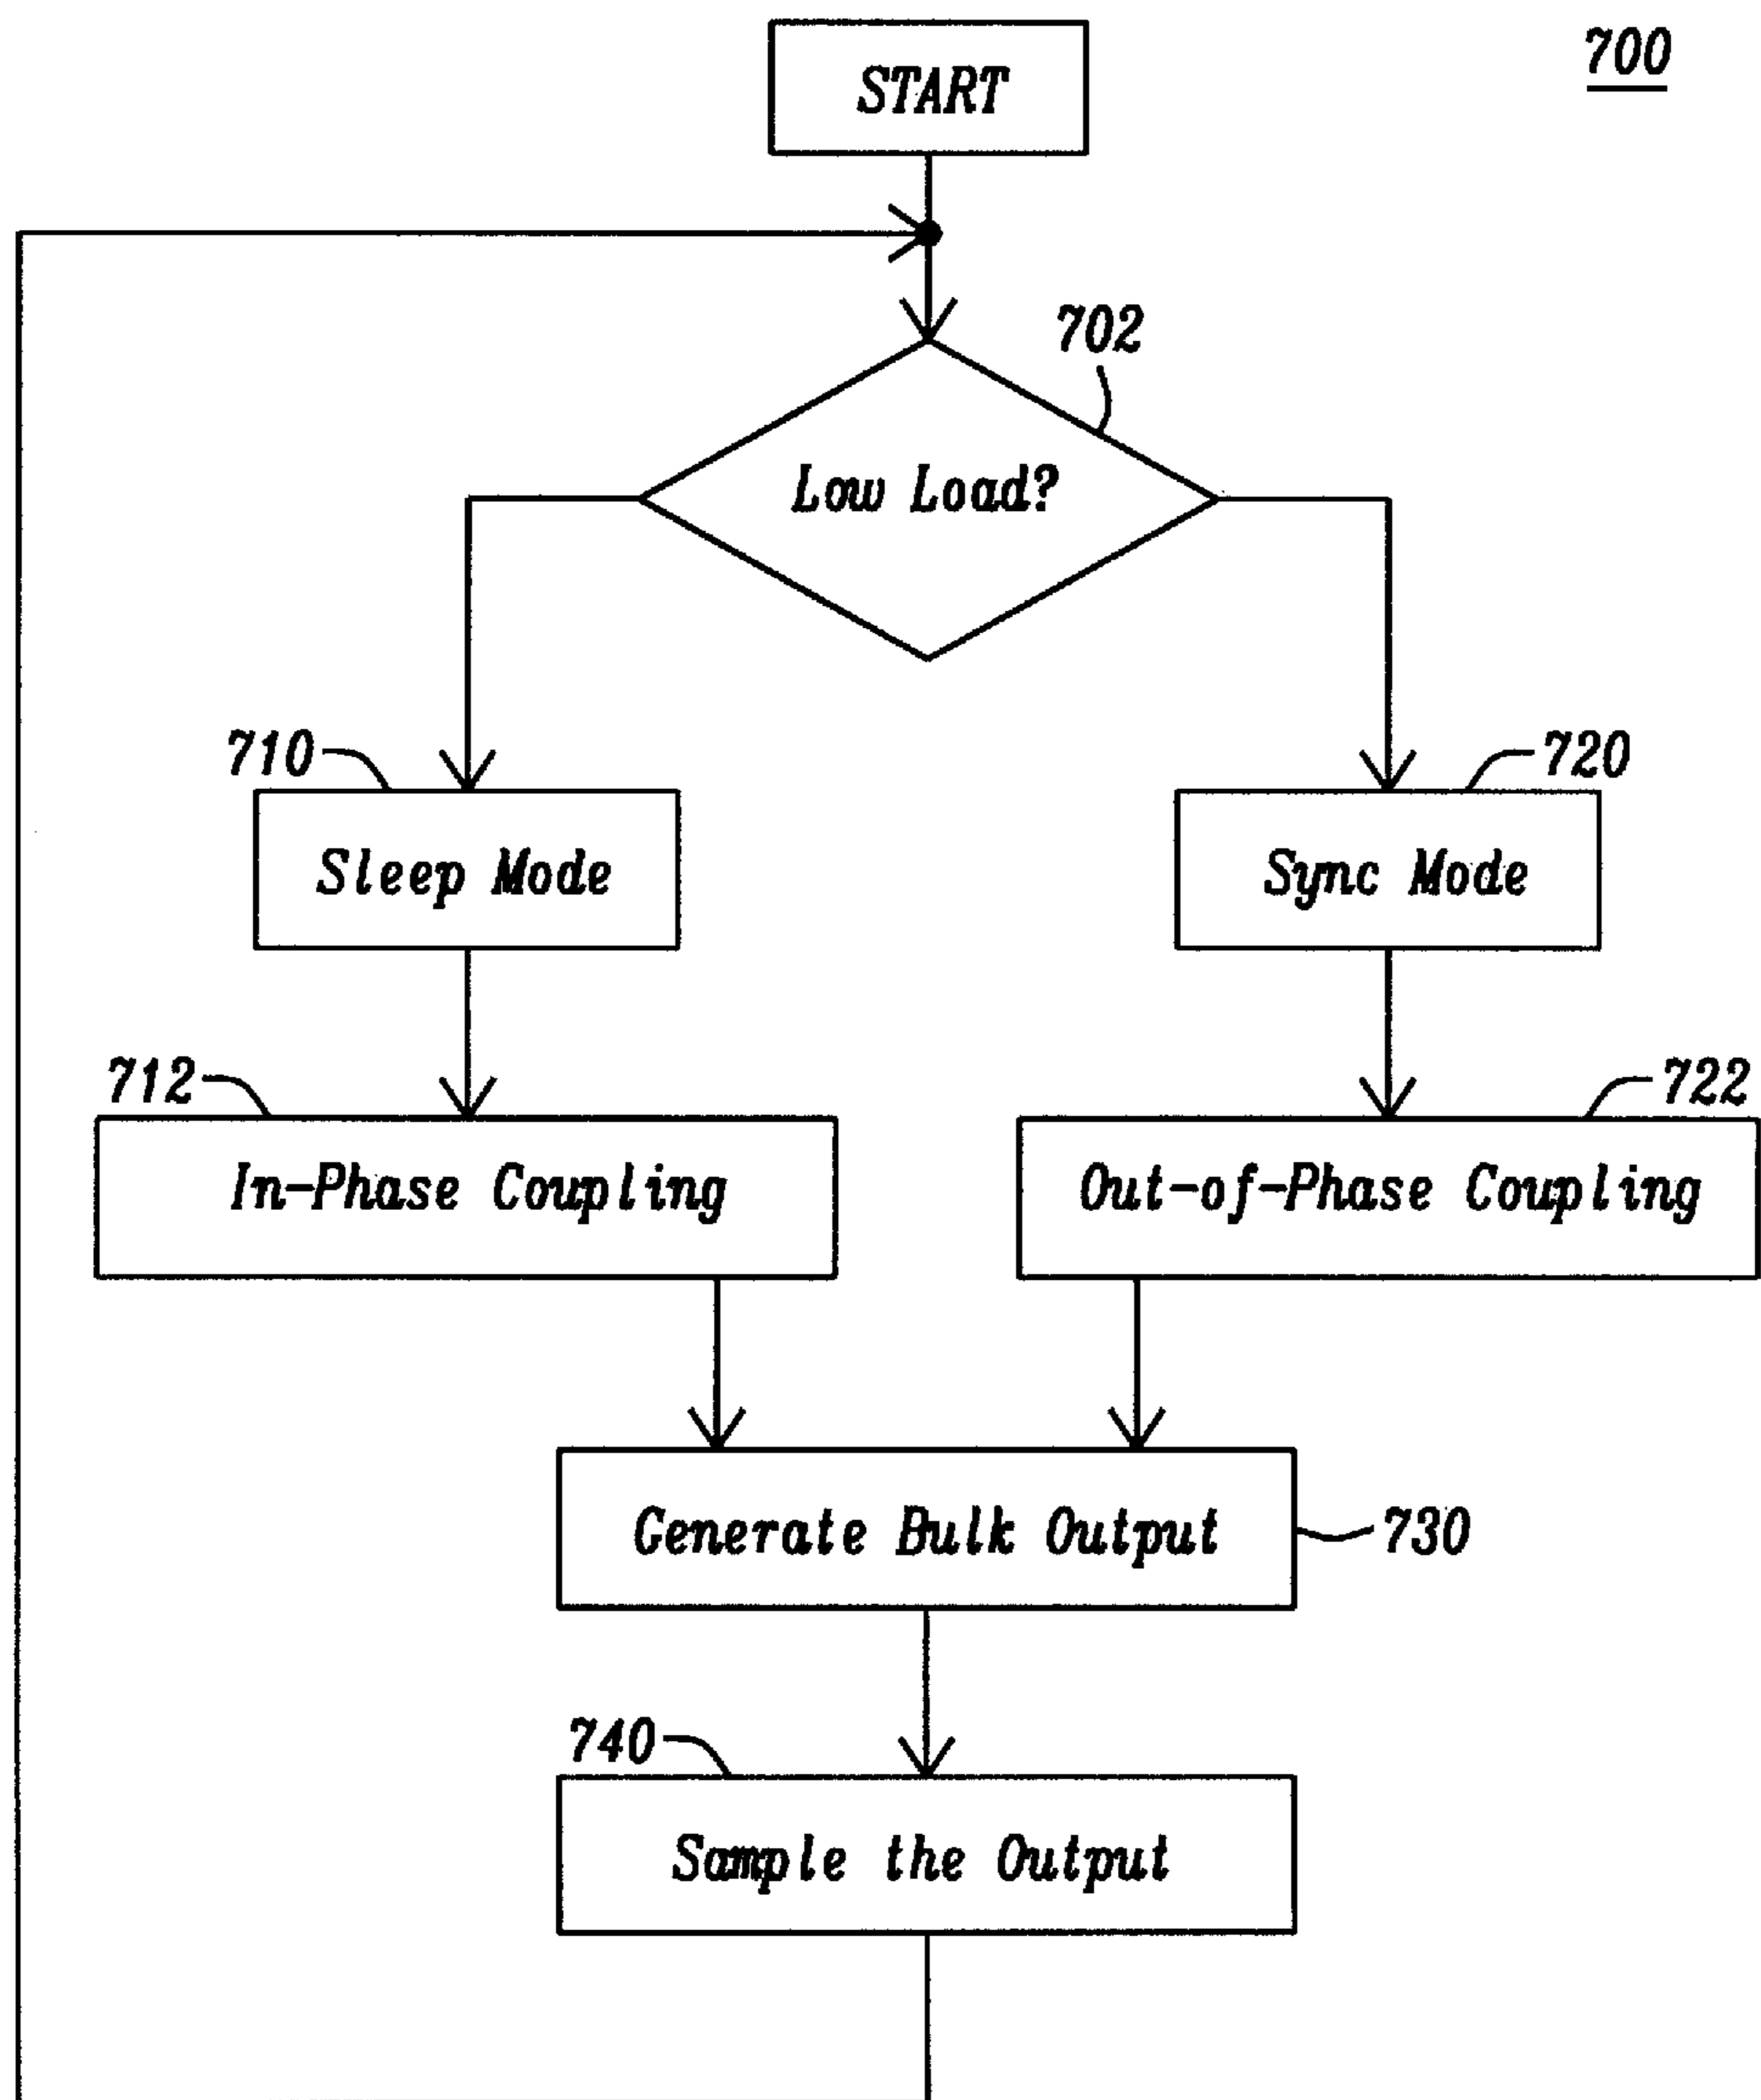 700
START
702
Low Load?
710
720
Sleep Mode
Sync Mode
712
722
In-Phase Coupling
Out-of-Phase Coupling
Generate Bulk Output
730
740
Sample the Output